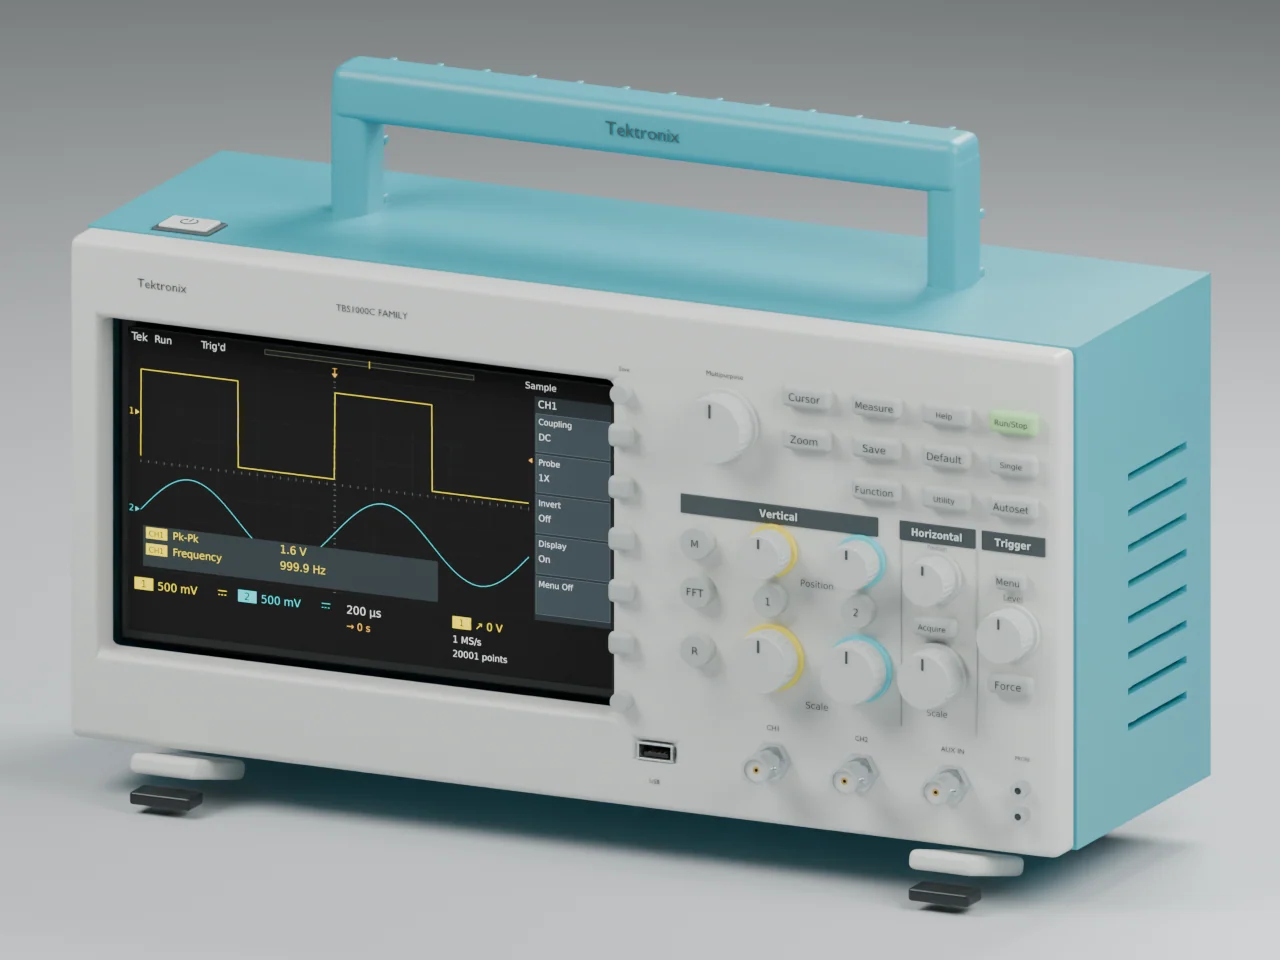 Tektronix
Tektronix
TBS1000C FAMILY
Tek Run Trig'd
T
Sample
1
2
CH1
Coupling
DC
Probe
1X
Invert
Off
Display
On
Menu Off
CH1 Pk-Pk 1.6 V
CH1 Frequency 999.9 Hz
1 500 mV
2 500 mV
200 µs
→ 0 s
1 ↗ 0 V
1 MS/s
20001 points
Multipurpose
Cursor Measure Help Run/Stop
Zoom Save Default Single
Function Utility Autoset
Vertical Horizontal Trigger
M
FFT
R
Position
1
2
Scale
Acquire
Scale
Menu
Level
Force
USB
CH1
CH2
AUX IN